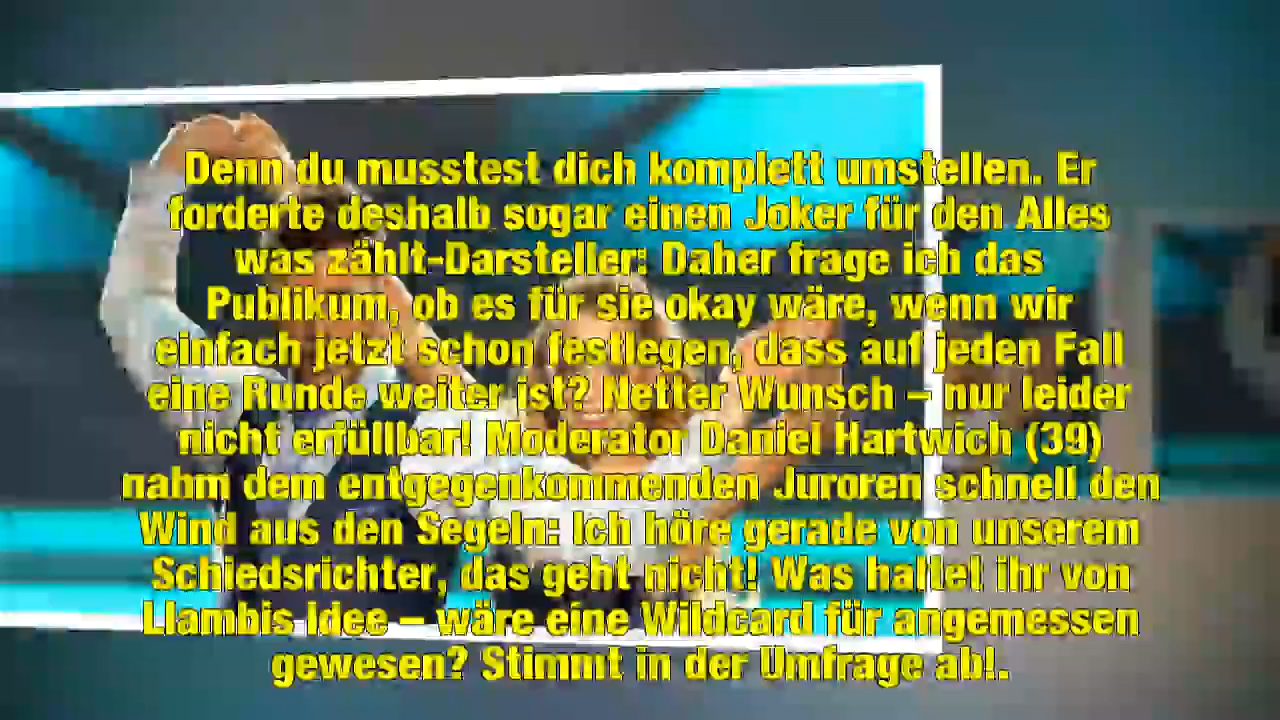 Denn du musstest dich komplett umstellen. Er
forderte deshalb sogar einen Joker für den Alles
was zählt-Darsteller: Daher frage ich das
Publikum, ob es für sie okay wäre, wenn wir
einfach jetzt schon festlegen, dass auf jeden Fall
eine Runde weiter ist? Netter Wunsch – nur leider
nicht erfüllbar! Moderator Daniel Hartwich (39)
nahm dem entgegenkommenden Juroren schnell den
Wind aus den Segeln: Ich höre gerade von unserem
Schiedsrichter, das geht nicht! Was haltet ihr von
Llambis Idee – wäre eine Wildcard für angemessen
gewesen? Stimmt in der Umfrage ab!.